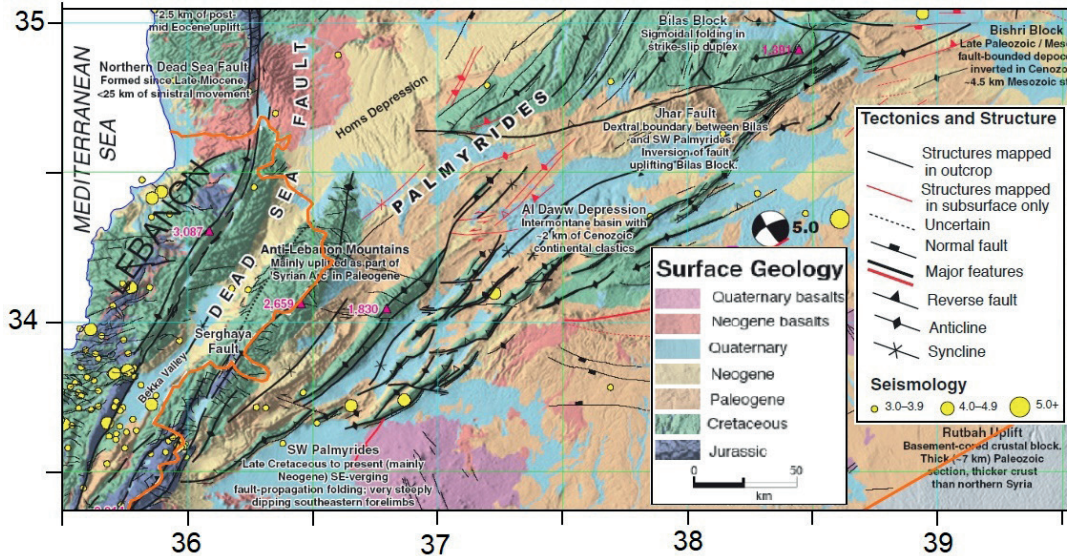 35
34
36
37
38
39
MEDITERRANEAN
SEA
~2.5 km of post-
mid Eocene uplift.
Northern Dead Sea Fault
Formed since Late Miocene,
<25 km of sinistral movement
DEAD SEA FAULT
LEBANON
3,087
Homs Depression
PALMYRIDES
Bilas Block
Sigmoidal folding in
strike-slip duplex
1,391
Bishri Block
Late Paleozoic / Meso
fault-bounded depoce
inverted in Cenozo
~4.5 km Mesozoic st
Jhar Fault
Dextral boundary between Bilas
and SW Palmyrides.
Inversion of fault
uplifting Bilas Block.
Al Daww Depression
Intermontane basin with
~2 km of Cenozoic
continental clastics
5.0
Anti-Lebanon Mountains
Mainly uplifted as part of
'Syrian Arc' in Paleogene
2,659
1,830
Serghaya
Fault
Bekka Valley
SW Palmyrides
Late Cretaceous to present (mainly
Neogene) SE-verging
fault-propagation folding; very steeply
dipping southeastern forelimbs
Surface Geology
Quaternary basalts
Neogene basalts
Quaternary
Neogene
Paleogene
Cretaceous
Jurassic
0
50
km
Tectonics and Structure
Structures mapped
in outcrop
Structures mapped
in subsurface only
Uncertain
Normal fault
Major features
Reverse fault
Anticline
Syncline
Seismology
3.0–3.9
4.0–4.9
5.0+
Rutbah Uplift
Basement-cored crustal block.
Thick (~7 km) Paleozoic
section, thicker crust
than northern Syria